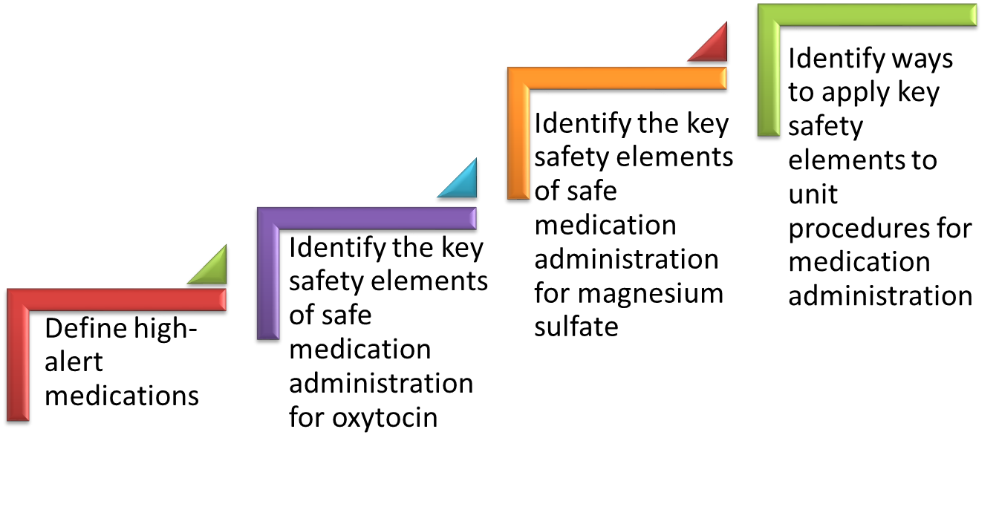 Define high-
alert
medications
Identify the key
safety elements
of safe
medication
administration
for oxytocin
Identify the key
safety elements
of safe
medication
administration
for magnesium
sulfate
Identify ways
to apply key
safety
elements to
unit
procedures for
medication
administration